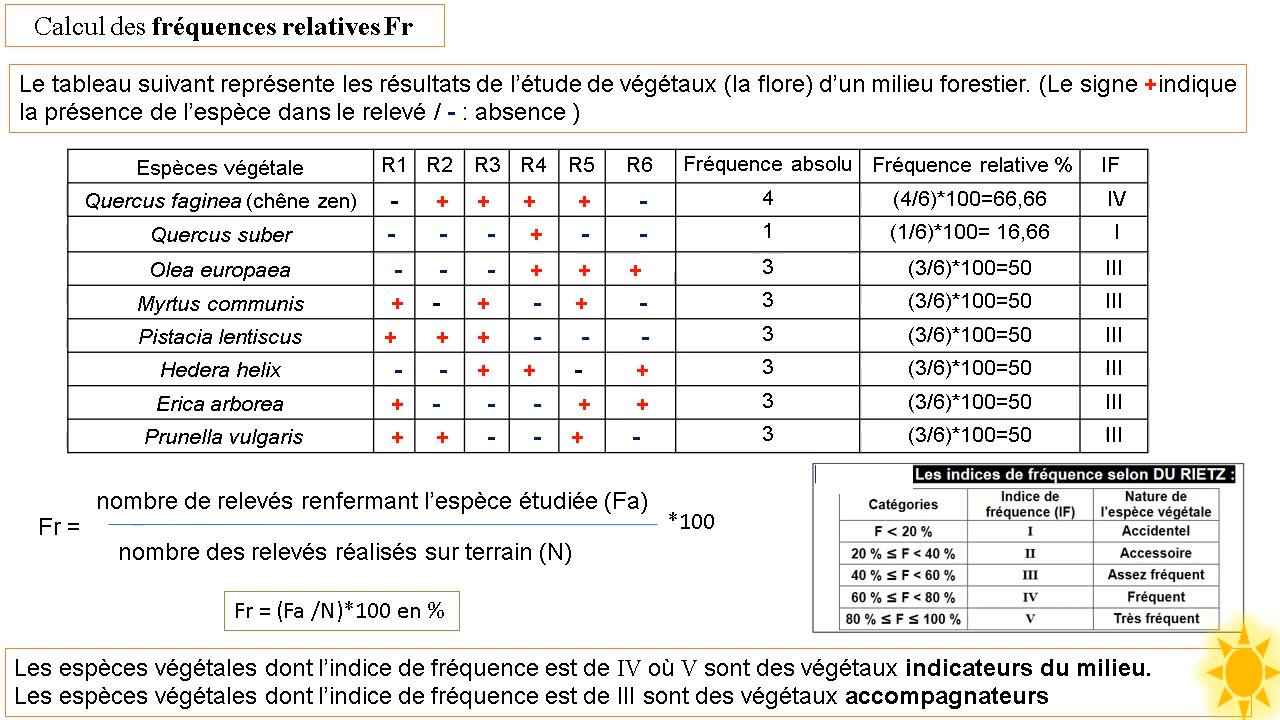 Calcul des fréquences relatives Fr
Le tableau suivant représente les résultats de l’étude de végétaux (la flore) d’un milieu forestier. (Le signe +indique
la présence de l’espèce dans le relevé / - : absence )
Espèces végétale R1 R2 R3 R4 R5 R6 Fréquence absolu Fréquence relative % IF
Quercus faginea (chêne zen) - + + + + - 4 (4/6)*100=66,66 IV
Quercus suber - - - + - - 1 (1/6)*100= 16,66 I
Olea europaea - - - + + + 3 (3/6)*100=50 III
Myrtus communis + - + - + - 3 (3/6)*100=50 III
Pistacia lentiscus + + + - - - 3 (3/6)*100=50 III
Hedera helix - - + + - + 3 (3/6)*100=50 III
Erica arborea + - - - + + 3 (3/6)*100=50 III
Prunella vulgaris + + - - + - 3 (3/6)*100=50 III
nombre de relevés renfermant l’espèce étudiée (Fa)
Fr = *100
nombre des relevés réalisés sur terrain (N)
Fr = (Fa /N)*100 en %
Les indices de fréquence selon DU RIETZ :
Catégories Indice de fréquence (IF) Nature de l’espèce végétale
F < 20 % I Accidentel
20 % ≤ F < 40 % II Accessoire
40 % ≤ F < 60 % III Assez fréquent
60 % ≤ F < 80 % IV Fréquent
80 % ≤ F ≤ 100 % V Très fréquent
Les espèces végétales dont l’indice de fréquence est de IV où V sont des végétaux indicateurs du milieu.
Les espèces végétales dont l’indice de fréquence est de III sont des végétaux accompagnateurs